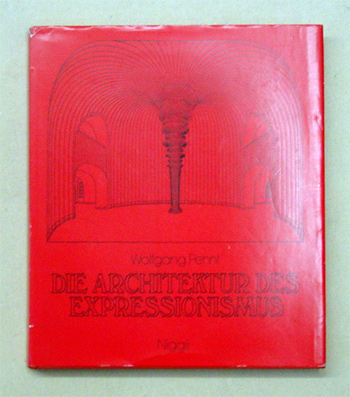 Wolfgang Pehnt
DIE ARCHITEKTUR DES
EXPRESSIONISMUS
Niggli